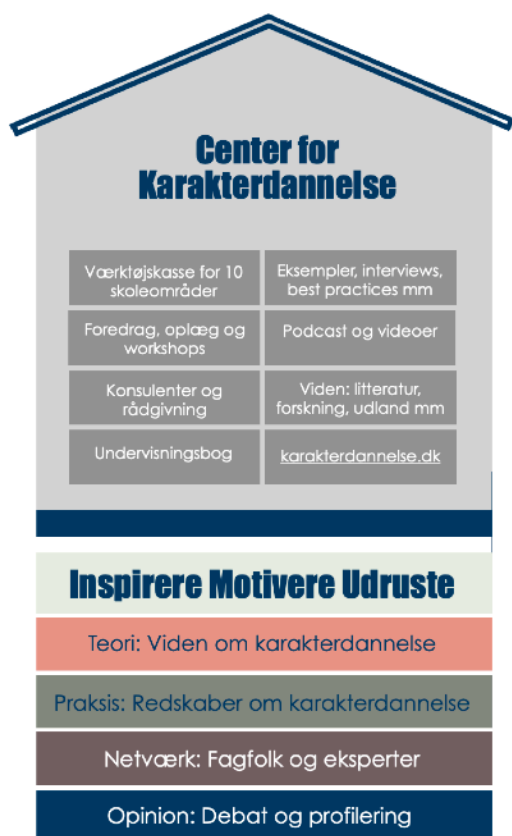 Center for
Karakterdannelse
Værktøjskasse for 10
skoleområder
Eksempler, interviews,
best practices mm
Foredrag, oplæg og
workshops
Podcast og videoer
Konsulenter og
rådgivning
Viden: litteratur,
forskning, udland mm
Undervisningsbog
karakterdannelse.dk
Inspirere Motivere Udruste
Teori: Viden om karakterdannelse
Praksis: Redskaber om karakterdannelse
Netværk: Fagfolk og eksperter
Opinion: Debat og profilering